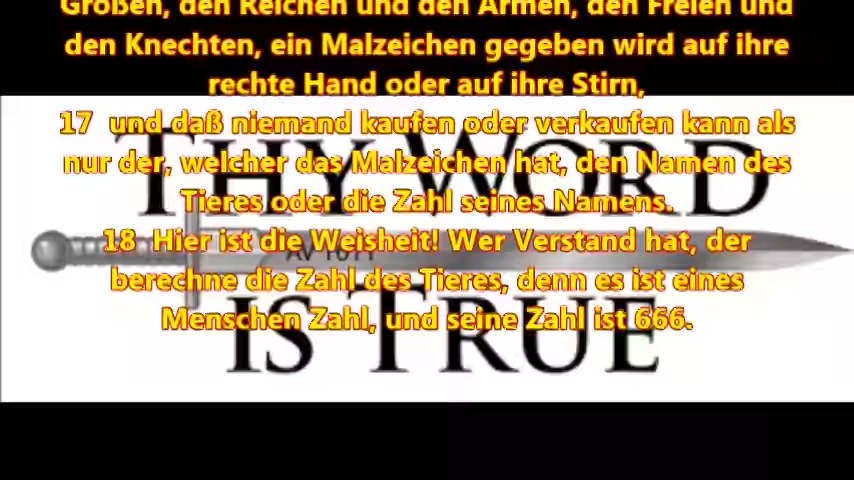 Großen, den Reichen und den Armen, den Freien und
den Knechten, ein Malzeichen gegeben wird auf ihre
rechte Hand oder auf ihre Stirn,
17 und daß niemand kaufen oder verkaufen kann als
nur der, welcher das Malzeichen hat, den Namen des
Tieres oder die Zahl seines Namens.
18 Hier ist die Weisheit! Wer Verstand hat, der
berechne die Zahl des Tieres, denn es ist eines
Menschen Zahl, und seine Zahl ist 666.
THY WORD
AV 1611
IS TRUE